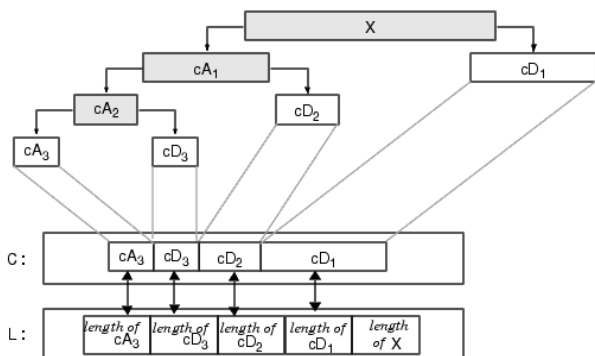 X
cA₁ cD₁
cA₂ cD₂
cA₃ cD₃
C: cA₃ cD₃ cD₂ cD₁
length of length of length of length of length of
L: cA₃ cD₃ cD₂ cD₁ X